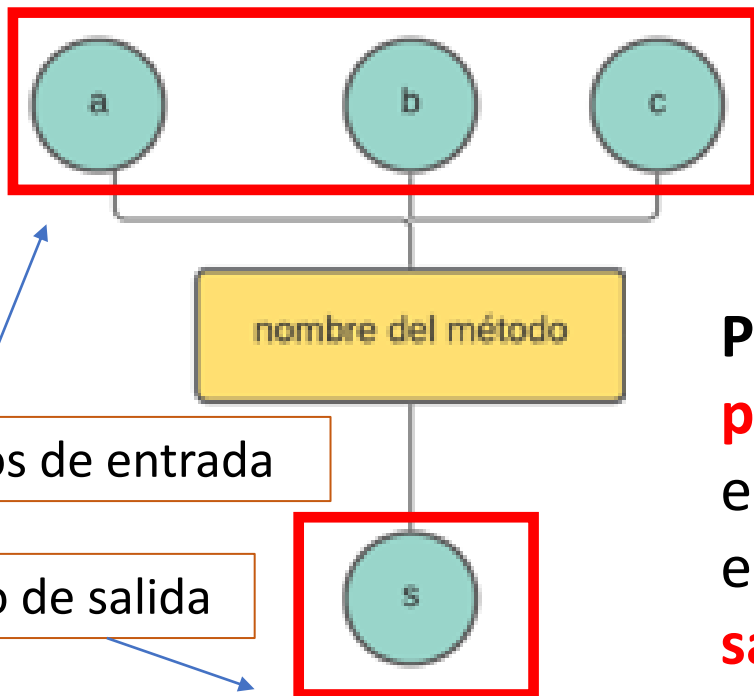 a b c
nombre del método
os de entrada
o de salida
s
P
p
e
e
sa